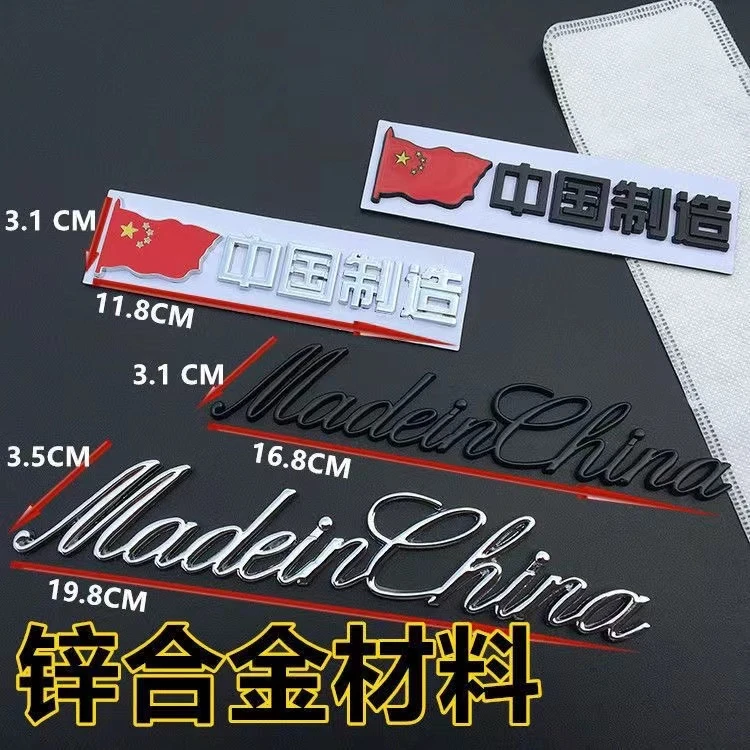 中国制造
3.1 CM
中国制造
11.8CM
3.1 CM
MadeinChina
16.8CM
3.5CM
MadeinChina
19.8CM
锌合金材料